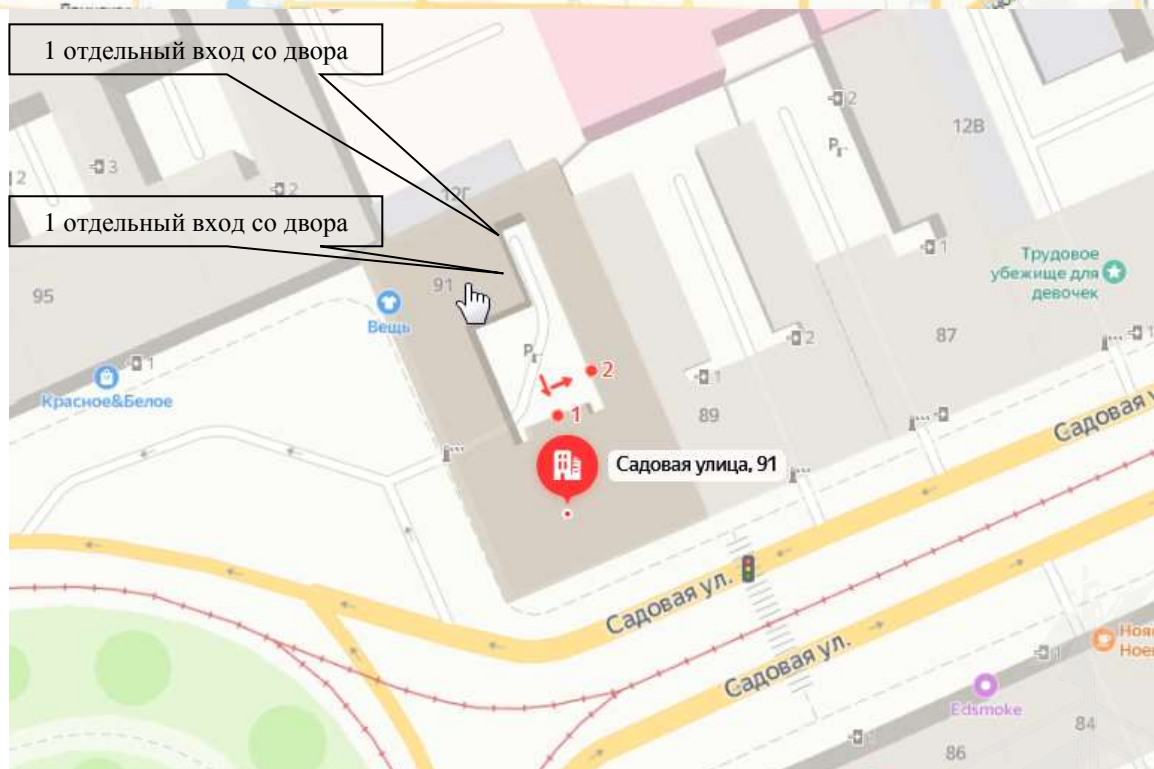 1 отдельный вход со двора
2
12В
Р
2
3
2
12Г
1 отдельный вход со двора
1
Трудовое
убежище для
девочек
95
91
Вещь
Р
2
87
1
1
2
1
Красное&Белое
1
89
Садовая ул
Садовая улица, 91
Садовая ул.
Садовая ул.
1
Edsmoke
84
86